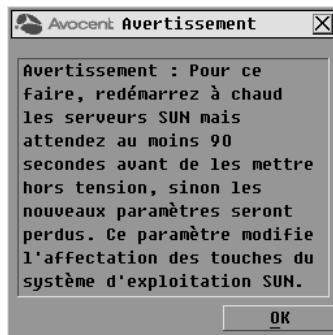 Avocent Avertissement
Avertissement : Pour ce
faire, redémarrez à chaud
les serveurs SUN mais
attendez au moins 90
secondes avant de les mettre
hors tension, sinon les
nouveaux paramètres seront
perdus. Ce paramètre modifie
l'affectation des touches du
système d'exploitation SUN.
OK